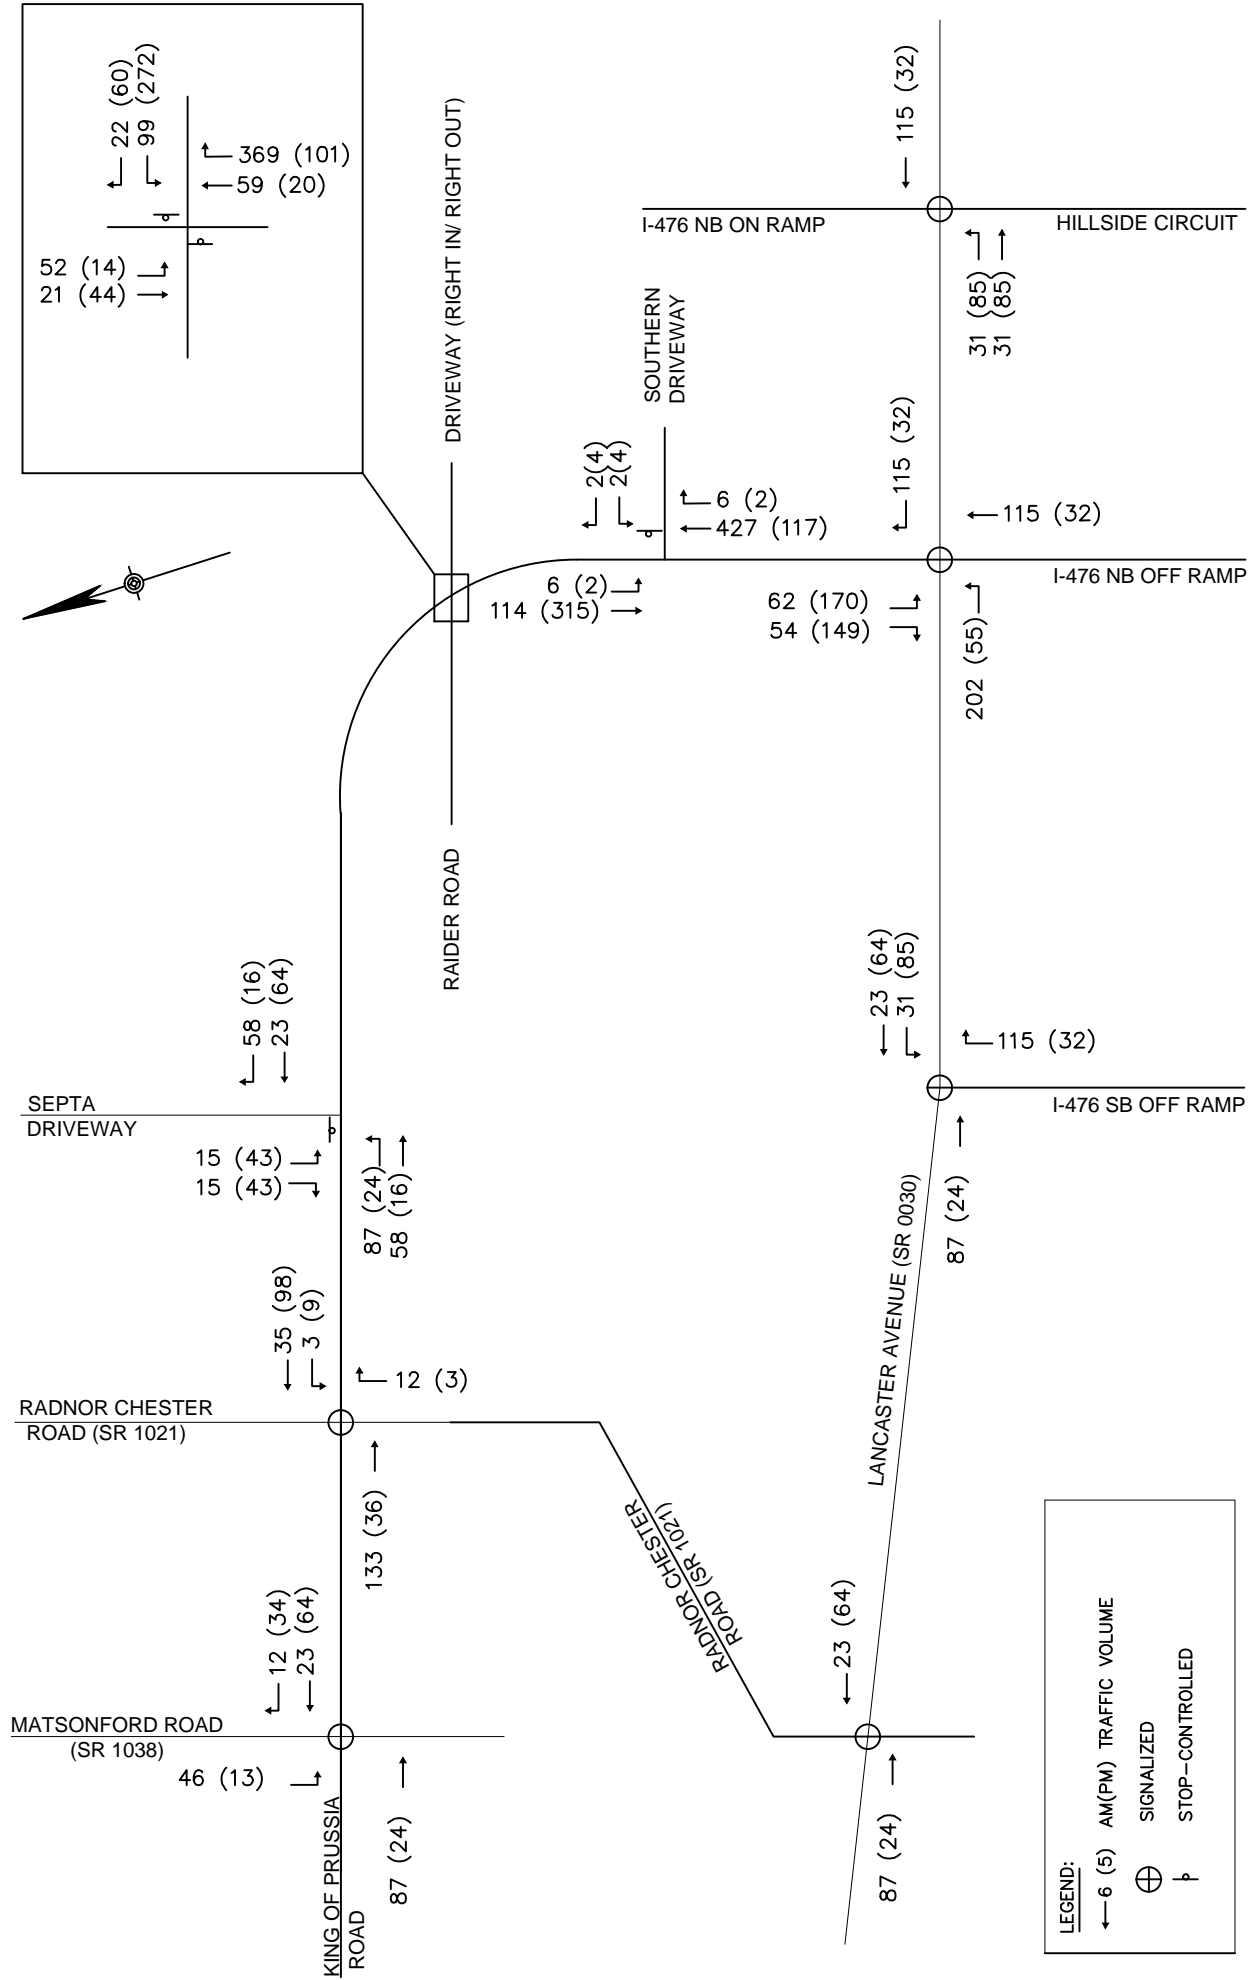 22 (60)
99 (272)
369 (101)
59 (20)
52 (14)
21 (44)
DRIVEWAY (RIGHT IN/ RIGHT OUT)
RAIDER ROAD
115 (32)
I-476 NB ON RAMP
HILLSIDE CIRCUIT
31 (85)
31 (85)
SOUTHERN
DRIVEWAY
2(4)
2(4)
6 (2)
427 (117)
6 (2)
114 (315)
115 (32)
115 (32)
I-476 NB OFF RAMP
62 (170)
54 (149)
202 (55)
58 (16)
23 (64)
SEPTA
DRIVEWAY
15 (43)
15 (43)
87 (24)
58 (16)
23 (64)
31 (85)
115 (32)
I-476 SB OFF RAMP
87 (24)
LANCASTER AVENUE (SR 0030)
35 (98)
3 (9)
12 (3)
RADNOR CHESTER
ROAD (SR 1021)
133 (36)
RADNOR CHESTER
ROAD (SR 1021)
12 (34)
23 (64)
MATSONFORD ROAD
(SR 1038)
46 (13)
87 (24)
KING OF PRUSSIA
ROAD
23 (64)
87 (24)
LEGEND:
6 (5) AM(PM) TRAFFIC VOLUME
SIGNALIZED
STOP-CONTROLLED